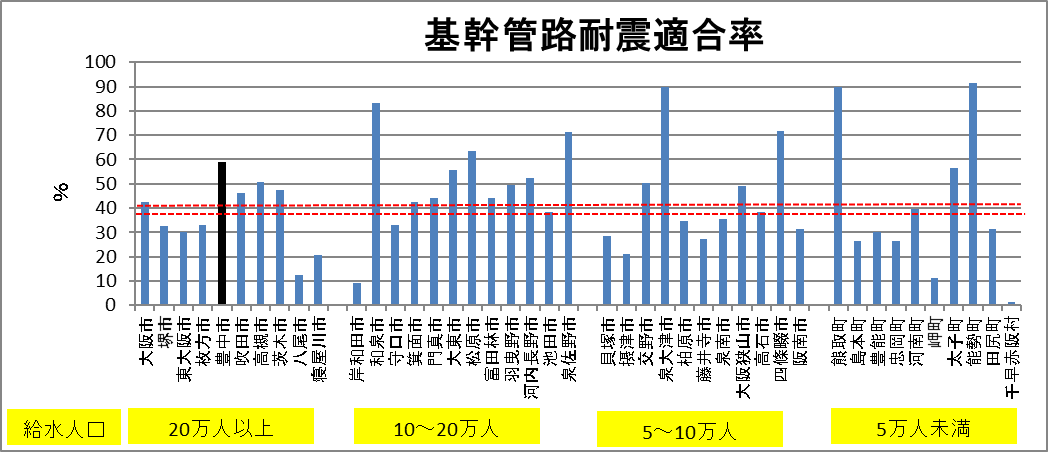 基幹管路耐震適合率
%
100
90
80
70
60
50
40
30
20
10
0
大阪市
堺市
東大阪市
枚方市
豊中市
吹田市
高槻市
茨木市
八尾市
寝屋川市
岸和田市
和泉市
守口市
箕面市
門真市
大東市
松原市
富田林市
羽曳野市
河内長野市
池田市
泉佐野市
貝塚市
摂津市
交野市
泉大津市
柏原市
藤井寺市
泉南市
大阪狭山市
高石市
四條畷市
阪南市
熊取町
島本町
豊能町
忠岡町
河南町
岬町
太子町
能勢町
田尻町
千早赤阪村
給水人口
20万人以上
10～20万人
5～10万人
5万人未満